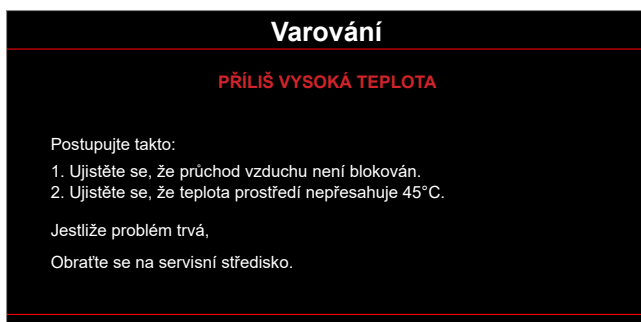 Varování
PŘÍLIŠ VYSOKÁ TEPLOTA
Postupujte takto:
1. Ujistěte se, že průchod vzduchu není blokován.
2. Ujistěte se, že teplota prostředí nepřesahuje 45°C.
Jestliže problém trvá,
Obraťte se na servisní středisko.